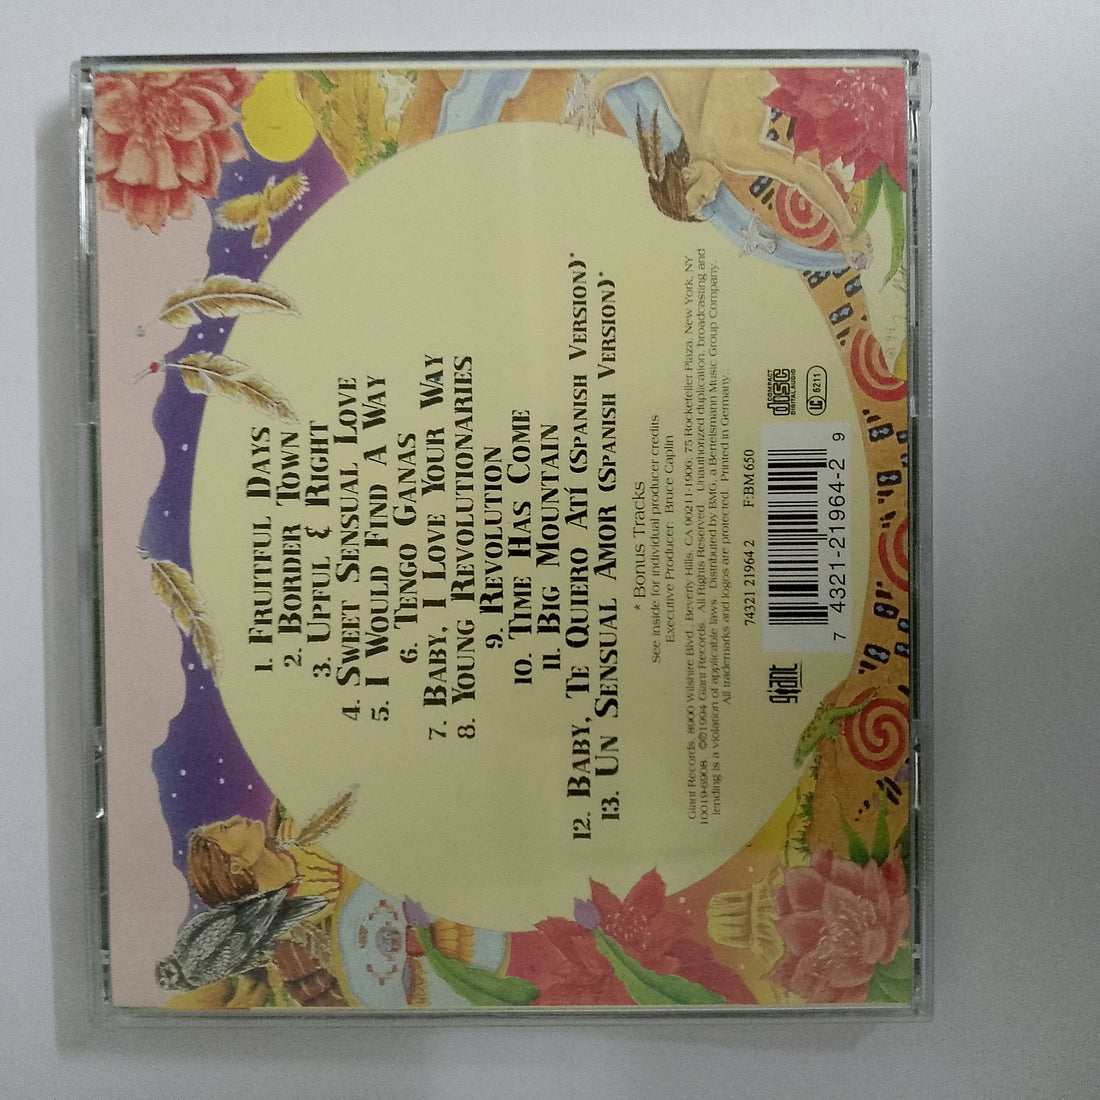 1. FRUITFUL DAYS
2. BORDER TOWN
3. UPFUL & RIGHT
4. SWEET SENSUAL LOVE
5. I WOULD FIND A WAY
6. TENGO GANAS
7. BABY, I LOVE YOUR WAY
8. YOUNG REVOLUTIONARIES
9. REVOLUTION
10. TIME HAS COME
11. BIG MOUNTAIN
12. BABY, TE QUIERO ATÍ (SPANISH VERSION)*
13. UN SENSUAL AMOR (SPANISH VERSION)*
* Bonus Tracks
See inside for individual producer credits
Executive Producer Bruce Caplin
Giant Records, 8900 Wilshire Blvd., Beverly Hills, CA 90211-1906, 75 Rockefeller Plaza, New York, NY
10019-6908 ℗©1994 Giant Records. All Rights Reserved. Unauthorized duplication, broadcasting and
lending is a violation of applicable laws. Distributed by BMG, a Bertelsmann Music Group Company.
All trademarks and logos are protected. Printed in Germany.
giant
74321 21964 2 F:BM 650
7 4321-21964-2 9
COMPACT
disc
DIGITAL AUDIO
LC 6211